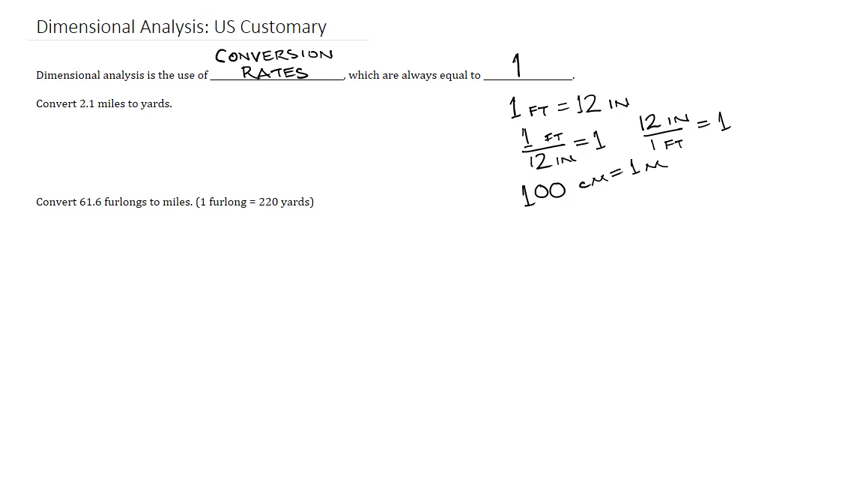 Dimensional Analysis: US Customary
CONVERSION
Dimensional analysis is the use of RATES, which are always equal to 1.
Convert 2.1 miles to yards.
1 FT = 12 IN
1 FT/12 IN = 1 12 IN/1 FT = 1
100 cM = 1 M
Convert 61.6 furlongs to miles. (1 furlong = 220 yards)